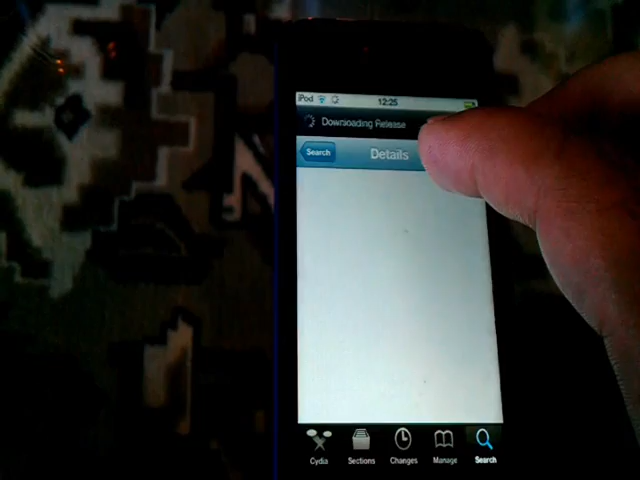 iPod 12:25
Downloading Release
Search Details
Cydia Sections Changes Manage Search